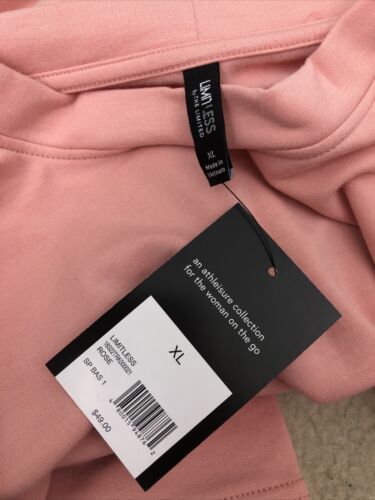 LIMITLESS
by THE LIMITED
XL
Made in
Vietnam
an athleisure collection
for the woman on the go
LIMITLESS
ROSE
SP BAS 1
XL
$49.00